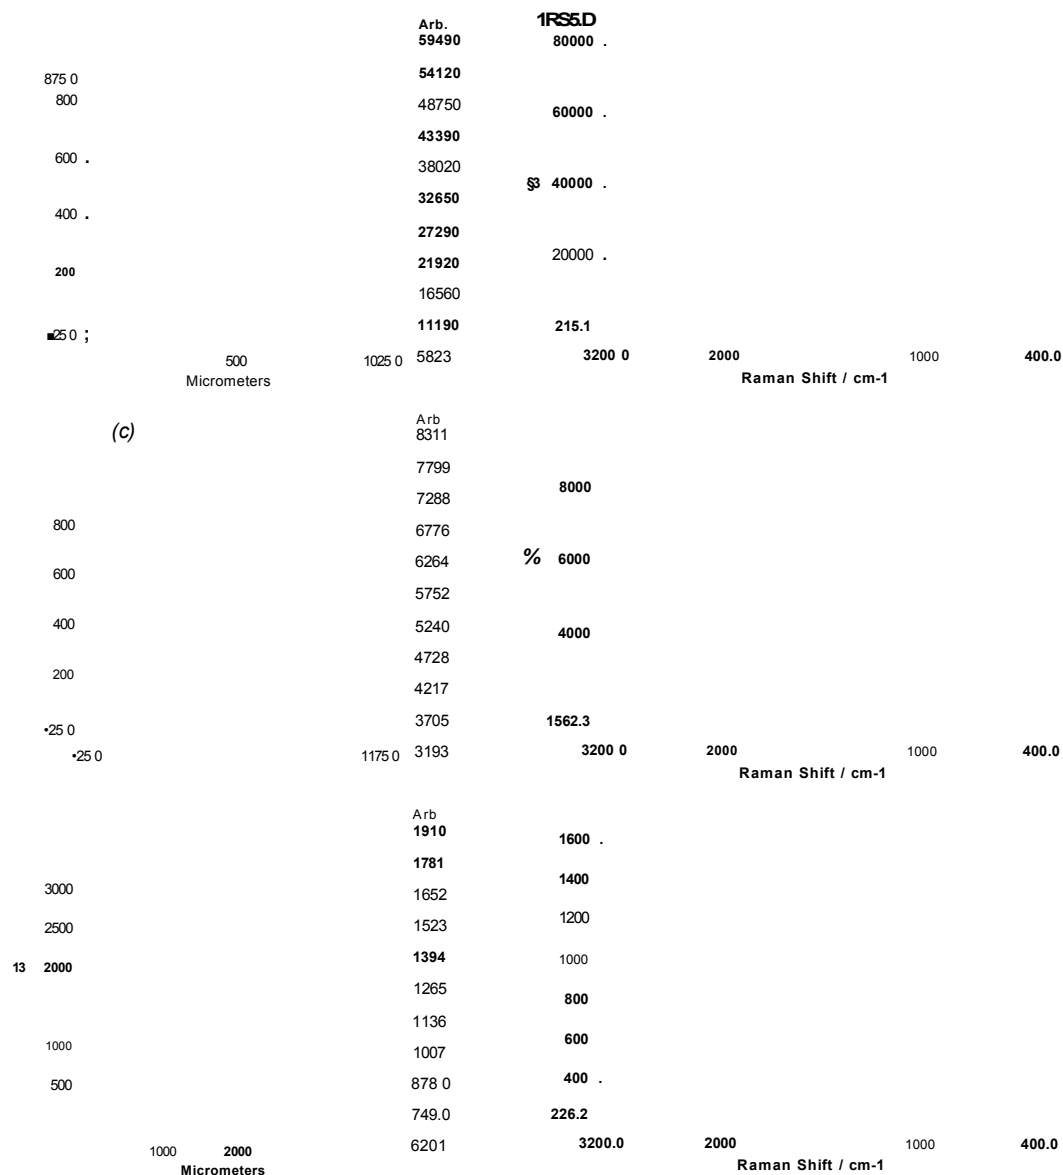 Arb. 1RS5.D
59490 80000 .
54120
875 0
800 48750
60000 .
43390
600 .
38020
§3 40000 .
32650
400 .
27290
20000 .
21920
200
16560
11190 215.1
■25 0 ;
500 1025 0 5823 3200 0 2000 1000 400.0
Micrometers Raman Shift / cm-1
(c) Arb
8311
7799
7288 8000
800 6776
6264 % 6000
600
5752
400 5240 4000
4728
200
4217
3705 1562.3
•25 0
•25 0 1175 0 3193 3200 0 2000 1000 400.0
Raman Shift / cm-1
Arb
1910 1600 .
1781
3000 1652 1400
2500 1523 1200
1394 1000
13 2000
1265 800
1136
1000 1007 600
500 878 0 400 .
749.0 226.2
1000 2000 6201 3200.0 2000 1000 400.0
Micrometers Raman Shift / cm-1